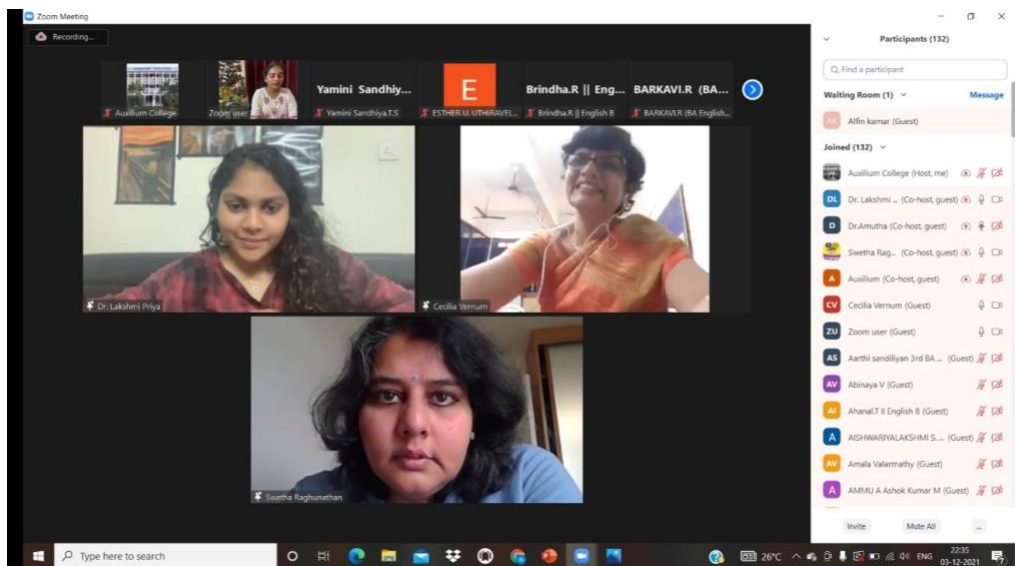 Zoom Meeting
Recording...
Yamini Sandhiy...
E
Brindha.R || Eng...
BARKAVI.R (BA...
Auxilium College
Zoom user
Yamini Sandhiya.T.S
ESTHER U. UTHIRAVEL...
Brindha.R || English B
BARKAVI.R (BA English...
Dr. Lakshmi Priya
Cecilia Vernum
Swetha Raghunathan
Participants (132)
Find a participant
Waiting Room (1)
Message
AK
Alfin kamar (Guest)
Joined (132)
Auxilium College (Host, me)
DL
Dr. Lakshmi ... (Co-host, guest)
D
Dr.Amutha (Co-host, guest)
Swetha Rag... (Co-host, guest)
A
Auxilium (Co-host, guest)
CV
Cecilia Vernum (Guest)
ZU
Zoom user (Guest)
AS
Aarthi sandiliyan 3rd BA ... (Guest)
AV
Abinaya V (Guest)
AI
Ahanal.T II English B (Guest)
A
AISHWARIYALAKSHMI S. ... (Guest)
AV
Amala Valarmathy (Guest)
A
AMMU A Ashok Kumar M (Guest)
Invite
Mute All
...
Type here to search
26°C
ENG
22:35
03-12-2021